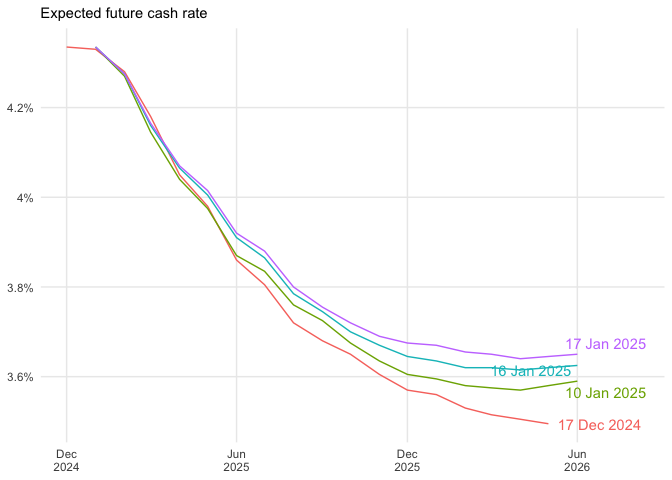 Expected future cash rate
4.2%
4%
3.8%
3.6%
17 Jan 2025
16 Jan 2025
10 Jan 2025
17 Dec 2024
Dec
2024
Jun
2025
Dec
2025
Jun
2026